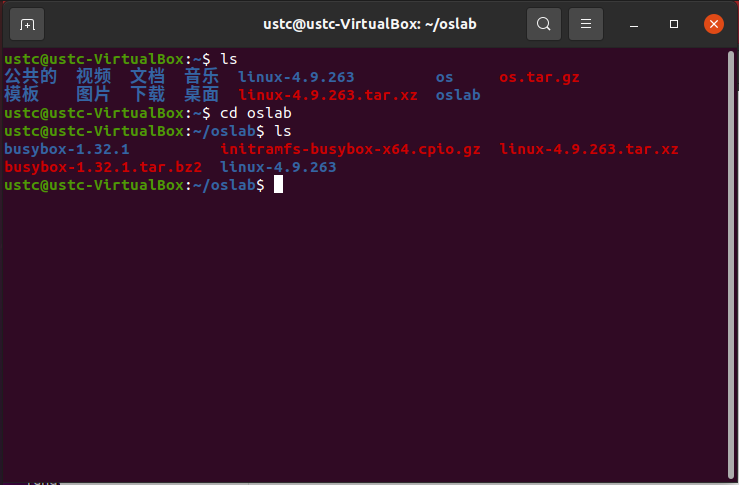 ustc@ustc-VirtualBox: ~/oslab
ustc@ustc-VirtualBox:~$ ls
公共的 视频 文档 音乐 linux-4.9.263 os os.tar.gz
模板 图片 下载 桌面 linux-4.9.263.tar.xz oslab
ustc@ustc-VirtualBox:~$ cd oslab
ustc@ustc-VirtualBox:~/oslab$ ls
busybox-1.32.1 initramfs-busybox-x64.cpio.gz linux-4.9.263.tar.xz
busybox-1.32.1.tar.bz2 linux-4.9.263
ustc@ustc-VirtualBox:~/oslab$